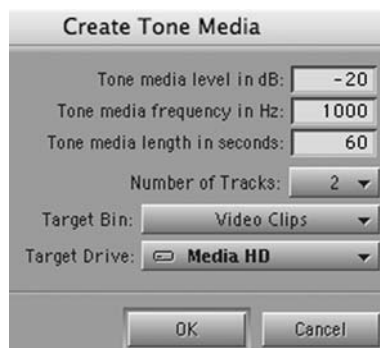 Create Tone Media
Tone media level in dB: -20
Tone media frequency in Hz: 1000
Tone media length in seconds: 60
Number of Tracks: 2
Target Bin: Video Clips
Target Drive: Media HD
OK Cancel